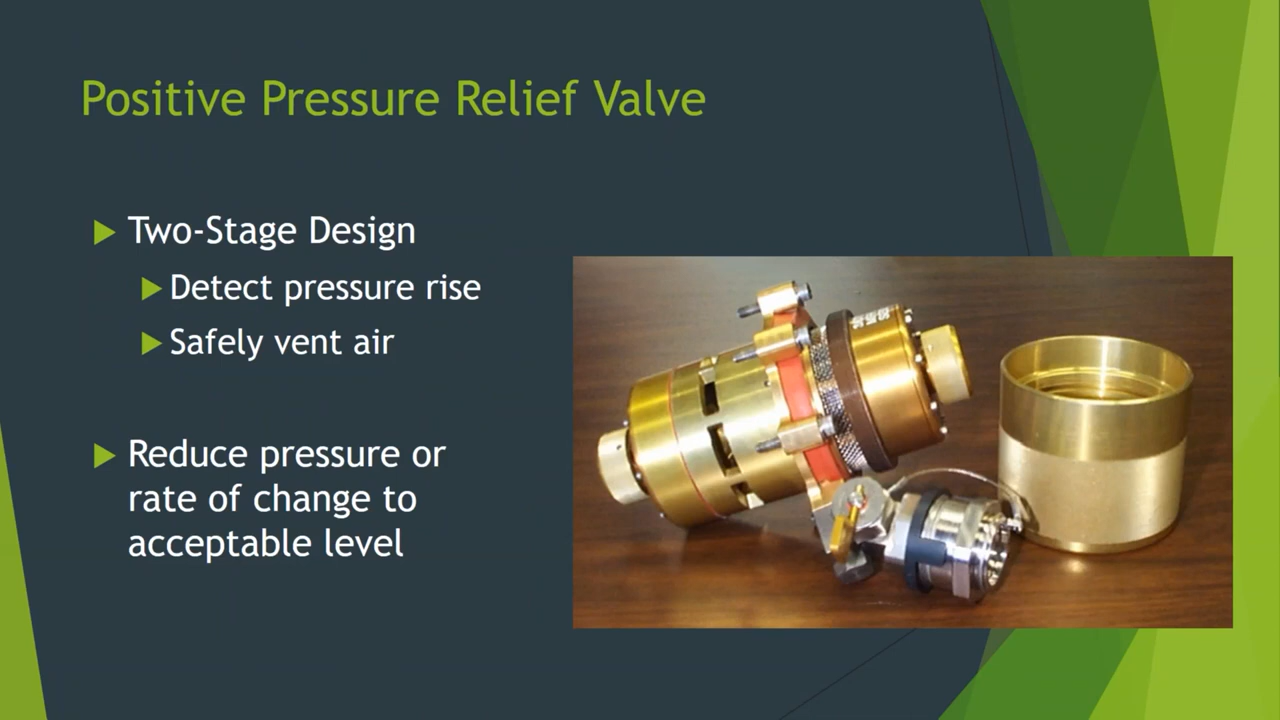 Positive Pressure Relief Valve
Two-Stage Design
Detect pressure rise
Safely vent air
Reduce pressure or
rate of change to
acceptable level